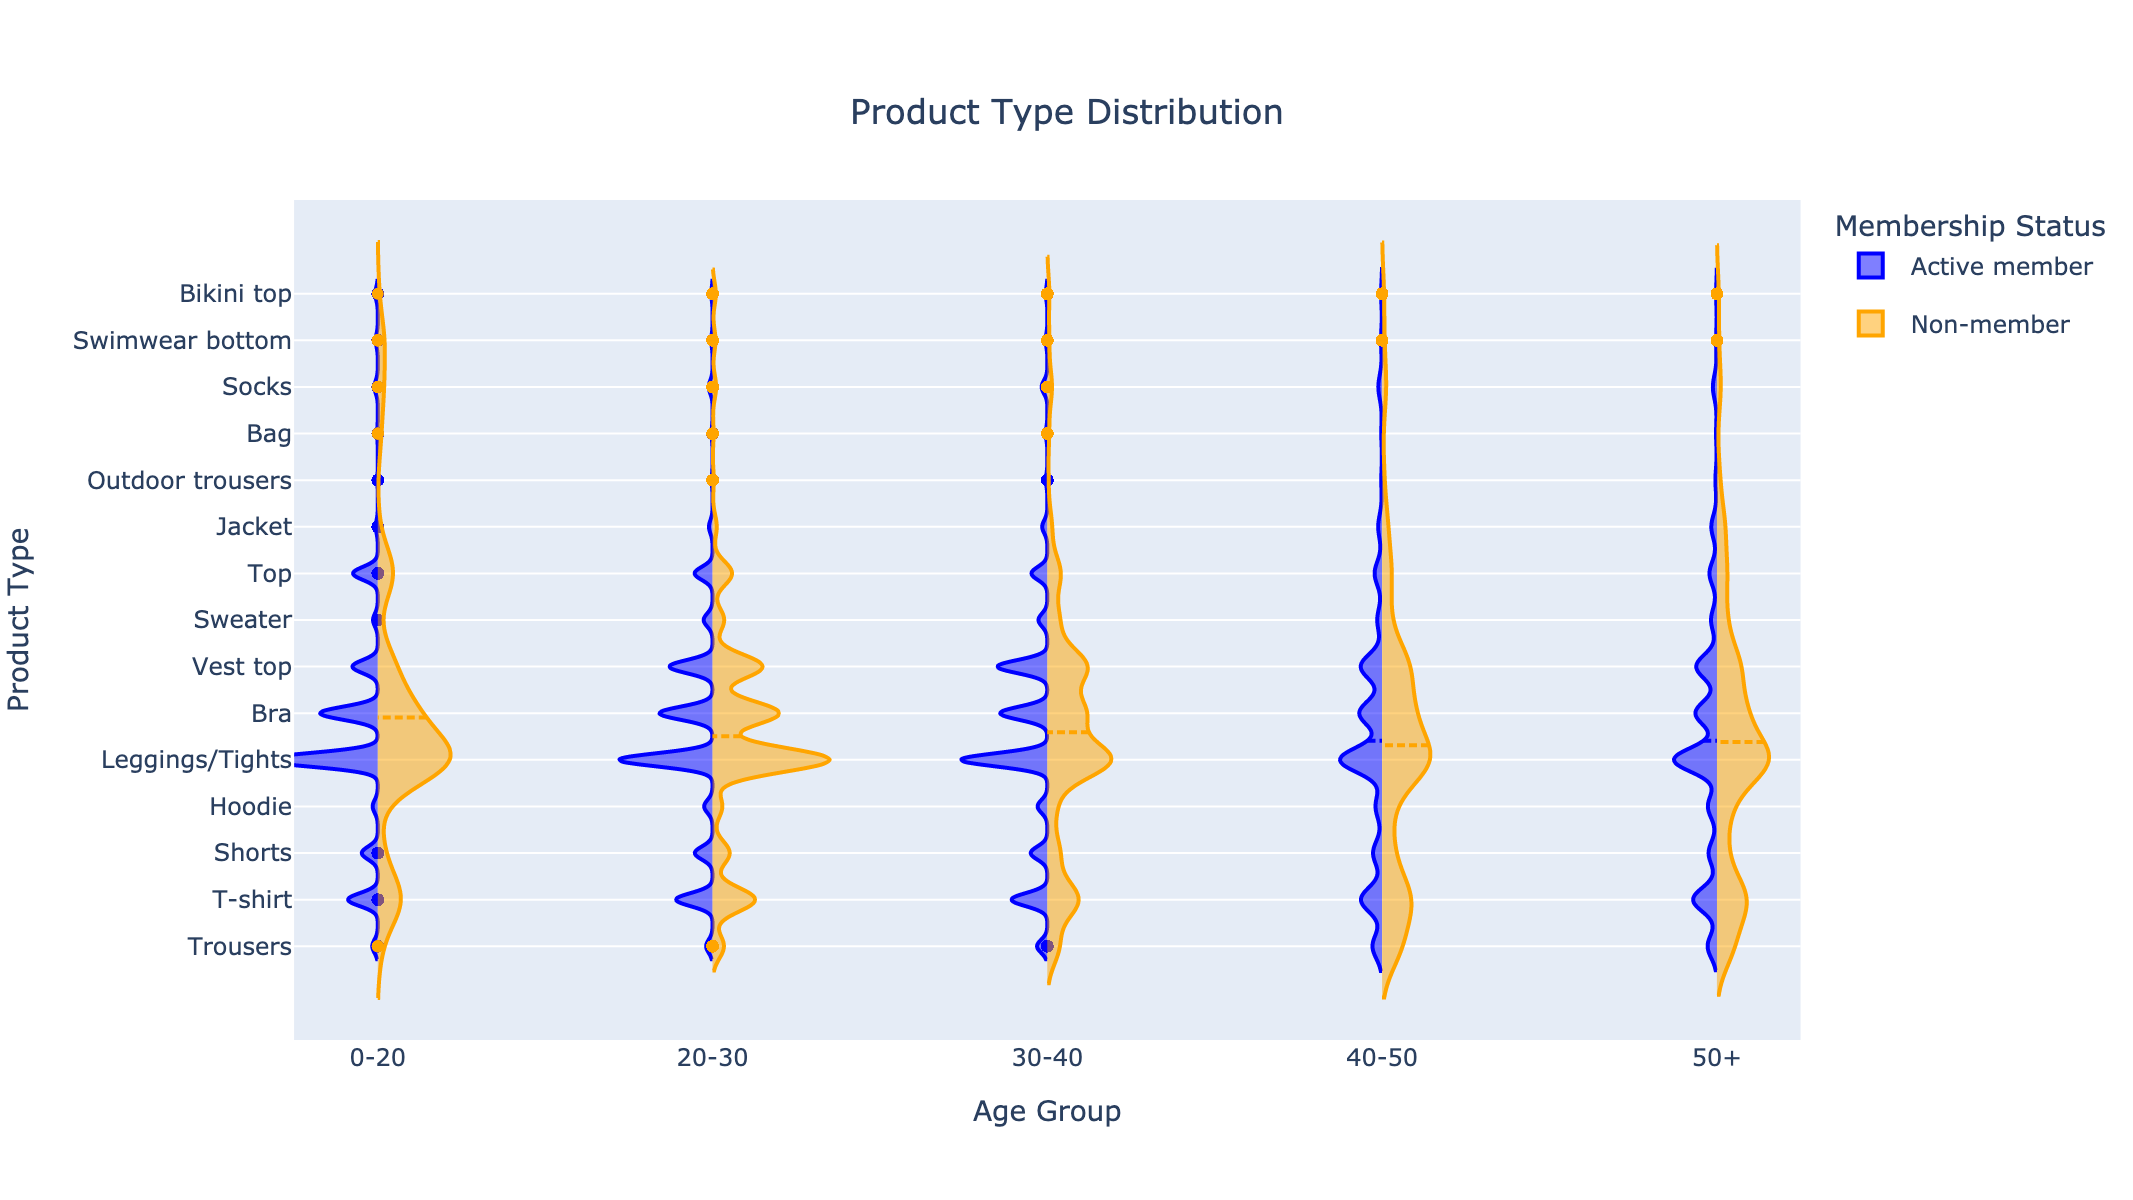 Product Type Distribution
Membership Status
Active member
Non-member
Product Type
Bikini top
Swimwear bottom
Socks
Bag
Outdoor trousers
Jacket
Top
Sweater
Vest top
Bra
Leggings/Tights
Hoodie
Shorts
T-shirt
Trousers
0-20 20-30 30-40 40-50 50+
Age Group